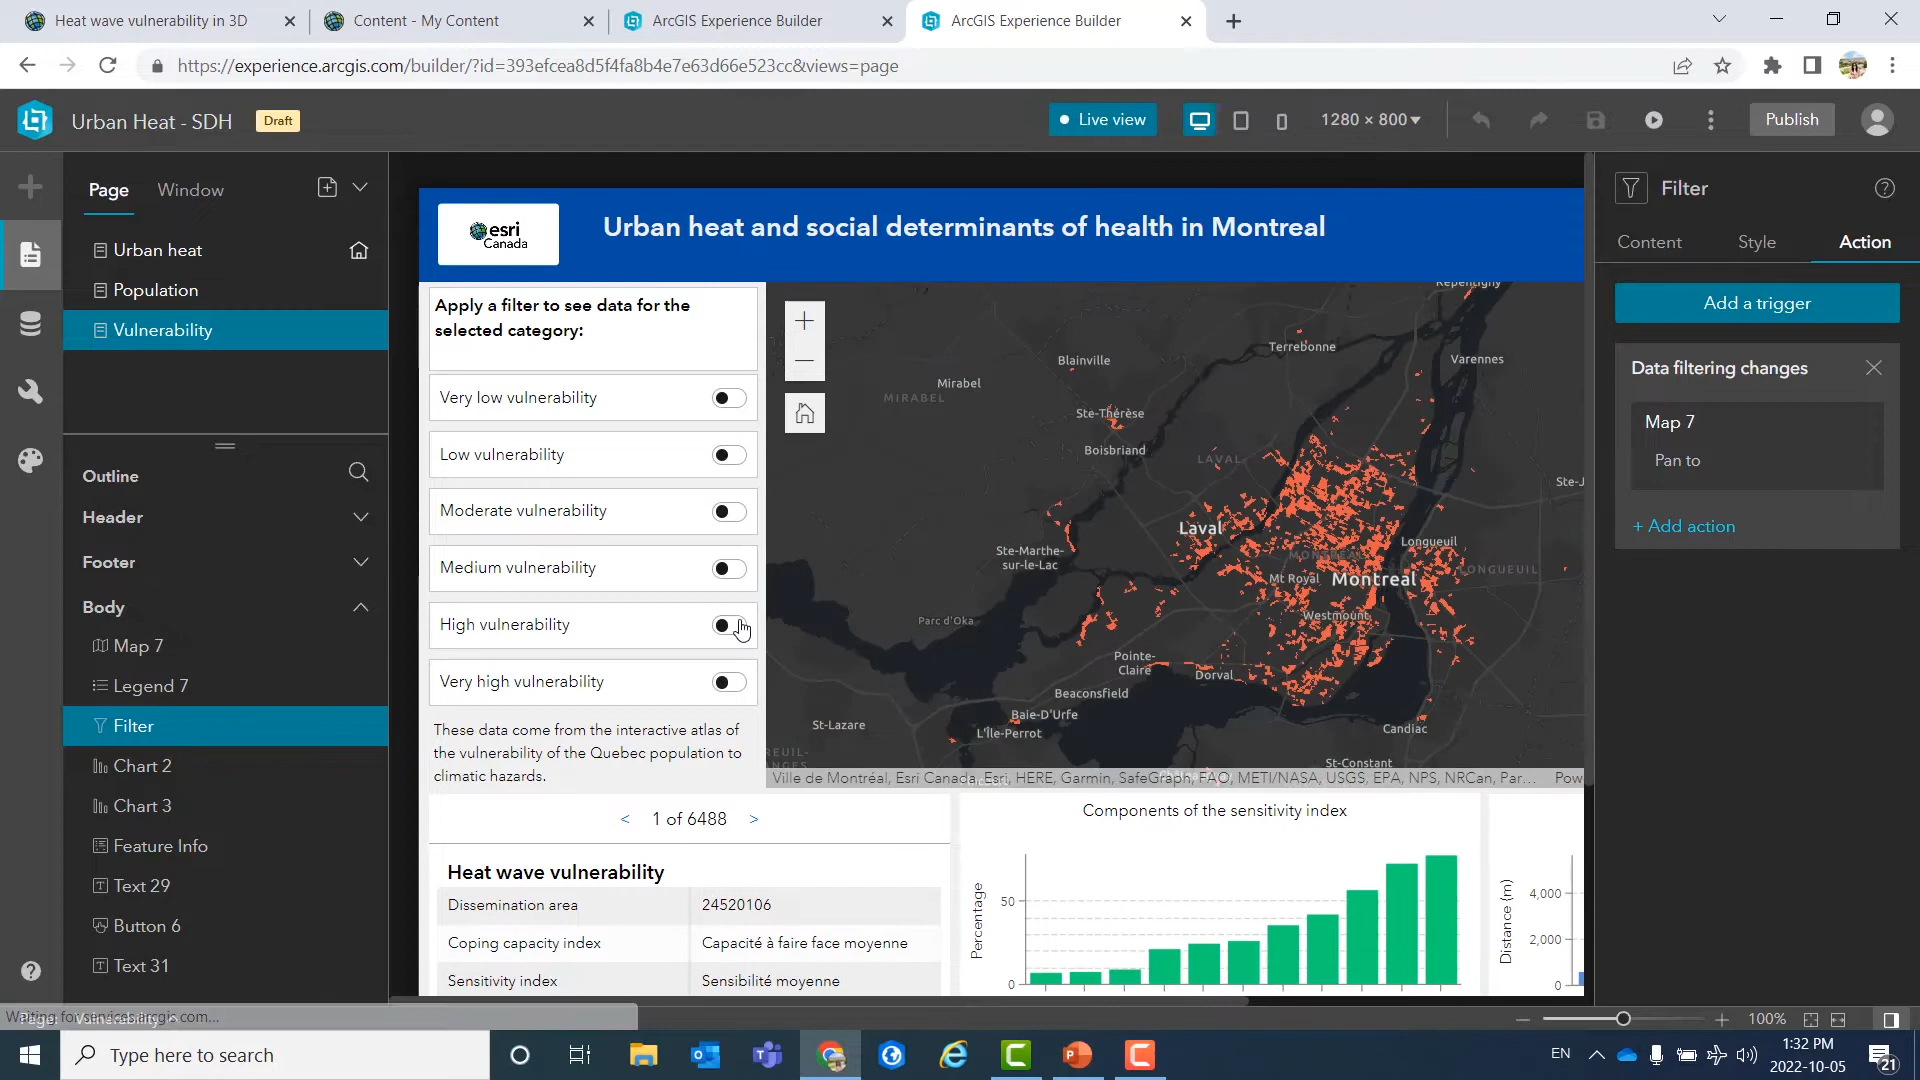 Heat wave vulnerability in 3D
Content - My Content
ArcGIS Experience Builder
ArcGIS Experience Builder
https://experience.arcgis.com/builder/?id=393efcea8d5f4fa8b4e7e63d66e523cc&views=page
Urban Heat - SDH
Draft
Live view
1280 × 800
Publish
Page
Window
Urban heat
Population
Vulnerability
Outline
Header
Footer
Body
Map 7
Legend 7
Filter
Chart 2
Chart 3
Feature Info
Text 29
Button 6
Text 31
esri
Canada
Urban heat and social determinants of health in Montreal
Apply a filter to see data for the
selected category:
Very low vulnerability
Low vulnerability
Moderate vulnerability
Medium vulnerability
High vulnerability
Very high vulnerability
These data come from the interactive atlas of
the vulnerability of the Quebec population to
climatic hazards.
Repentigny
Terrebonne
Varennes
Blainville
Mirabel
MIRABEL
Ste-Thérèse
Boisbriand
LAVAL
Ste-J
Laval
Longueuil
Ste-Marthe-
sur-le-Lac
MONTREAL
LONGUEUIL
Mt Royal
Montreal
Westmount
Parc d'Oka
Pointe-
Claire
Dorval
Beaconsfield
Baie-D'Urfe
St-Lazare
L'Île-Perrot
Candiac
St-Constant
Ville de Montréal, Esri Canada, Esri, HERE, Garmin, SafeGraph, FAO, METI/NASA, USGS, EPA, NPS, NRCan, Par...
Pow
< 1 of 6488 >
Heat wave vulnerability
Dissemination area 24520106
Coping capacity index Capacité à faire face moyenne
Sensitivity index Sensibilité moyenne
Components of the sensitivity index
Percentage
50
0
Distance (m)
4,000
2,000
0
Filter
Content
Style
Action
Add a trigger
Data filtering changes
Map 7
Pan to
+ Add action
Waiting for services.arcgis.com...
Page: Vulnerability
100%
Type here to search
EN
1:32 PM
2022-10-05
21